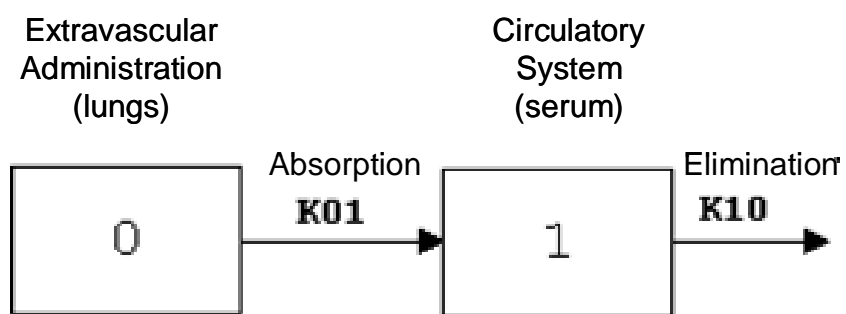 Extravascular
Administration
(lungs)
Circulatory
System
(serum)
Absorption
K01
Elimination
K10
0
1